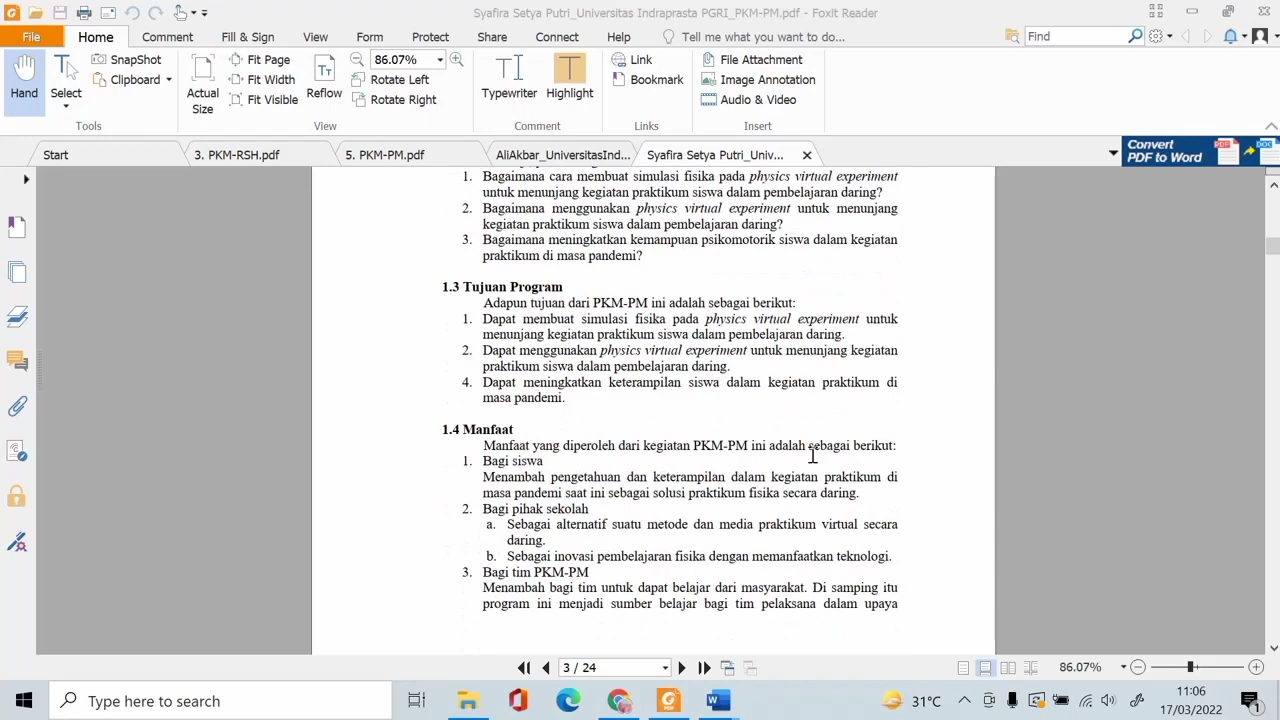 Syafira Setya Putri_Universitas Indraprasta PGRI_PKM-PM.pdf - Foxit Reader
File Home Comment Fill & Sign View Form Protect Share Connect Help Tell me what you want to do... Find
Hand
Select
SnapShot
Clipboard
Tools
Actual Size
Fit Page
Fit Width
Fit Visible
Reflow
86.07%
Rotate Left
Rotate Right
View
Typewriter
Highlight
Comment
Link
Bookmark
Links
File Attachment
Image Annotation
Audio & Video
Insert
Start 3. PKM-RSH.pdf 5. PKM-PM.pdf AliAkbar_UniversitasInd... Syafira Setya Putri_Univ...
Convert
PDF to Word
1. Bagaimana cara membuat simulasi fisika pada physics virtual experiment
untuk menunjang kegiatan praktikum siswa dalam pembelajaran daring?
2. Bagaimana menggunakan physics virtual experiment untuk menunjang
kegiatan praktikum siswa dalam pembelajaran daring?
3. Bagaimana meningkatkan kemampuan psikomotorik siswa dalam kegiatan
praktikum di masa pandemi?
1.3 Tujuan Program
Adapun tujuan dari PKM-PM ini adalah sebagai berikut:
1. Dapat membuat simulasi fisika pada physics virtual experiment untuk
menunjang kegiatan praktikum siswa dalam pembelajaran daring.
2. Dapat menggunakan physics virtual experiment untuk menunjang kegiatan
praktikum siswa dalam pembelajaran daring.
4. Dapat meningkatkan keterampilan siswa dalam kegiatan praktikum di
masa pandemi.
1.4 Manfaat
Manfaat yang diperoleh dari kegiatan PKM-PM ini adalah sebagai berikut:
1. Bagi siswa
Menambah pengetahuan dan keterampilan dalam kegiatan praktikum di
masa pandemi saat ini sebagai solusi praktikum fisika secara daring.
2. Bagi pihak sekolah
a. Sebagai alternatif suatu metode dan media praktikum virtual secara
daring.
b. Sebagai inovasi pembelajaran fisika dengan memanfaatkan teknologi.
3. Bagi tim PKM-PM
Menambah bagi tim untuk dapat belajar dari masyarakat. Di samping itu
program ini menjadi sumber belajar bagi tim pelaksana dalam upaya
3 / 24
86.07%
Type here to search
31°C
11:06
17/03/2022